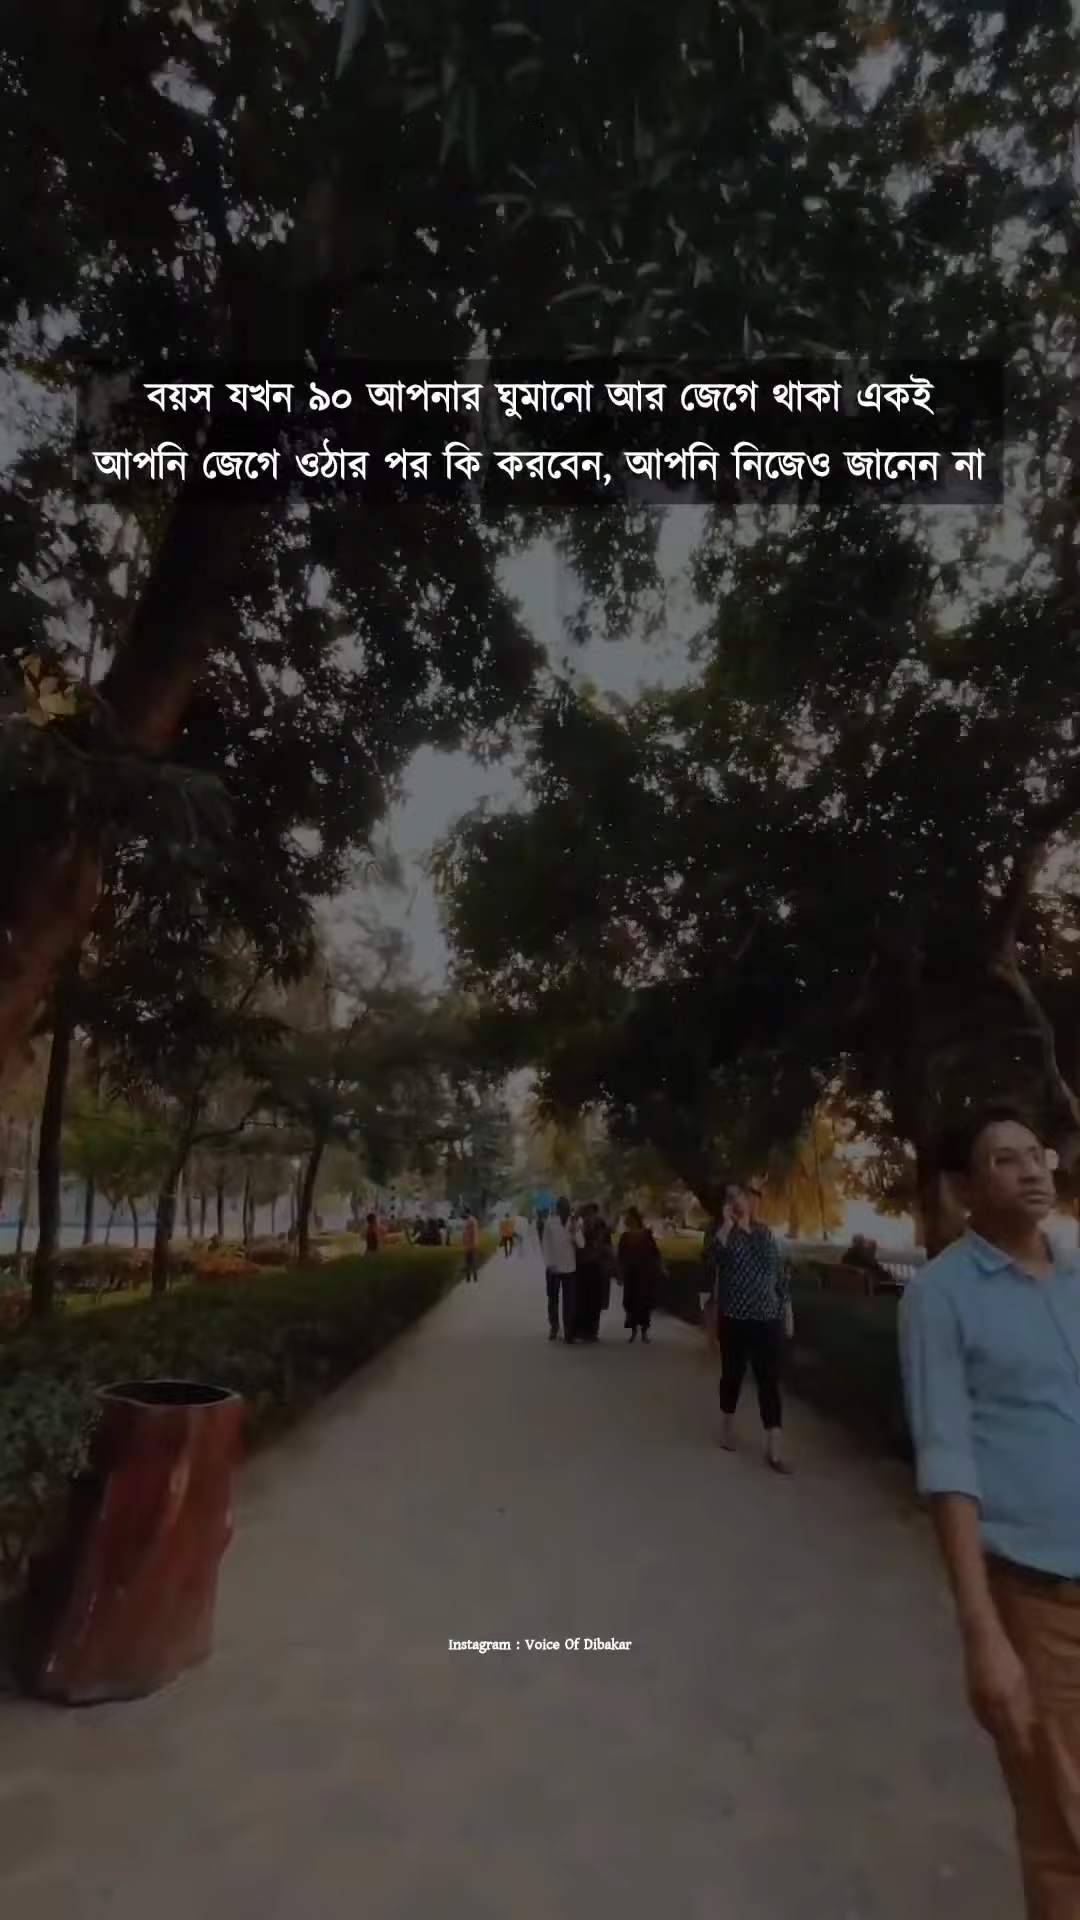 বয়স যখন ৯০ আপনার ঘুমানো আর জেগে থাকা একই
আপনি জেগে ওঠার পর কি করবেন, আপনি নিজেও জানেন না
Instagram : Voice Of Dibakar